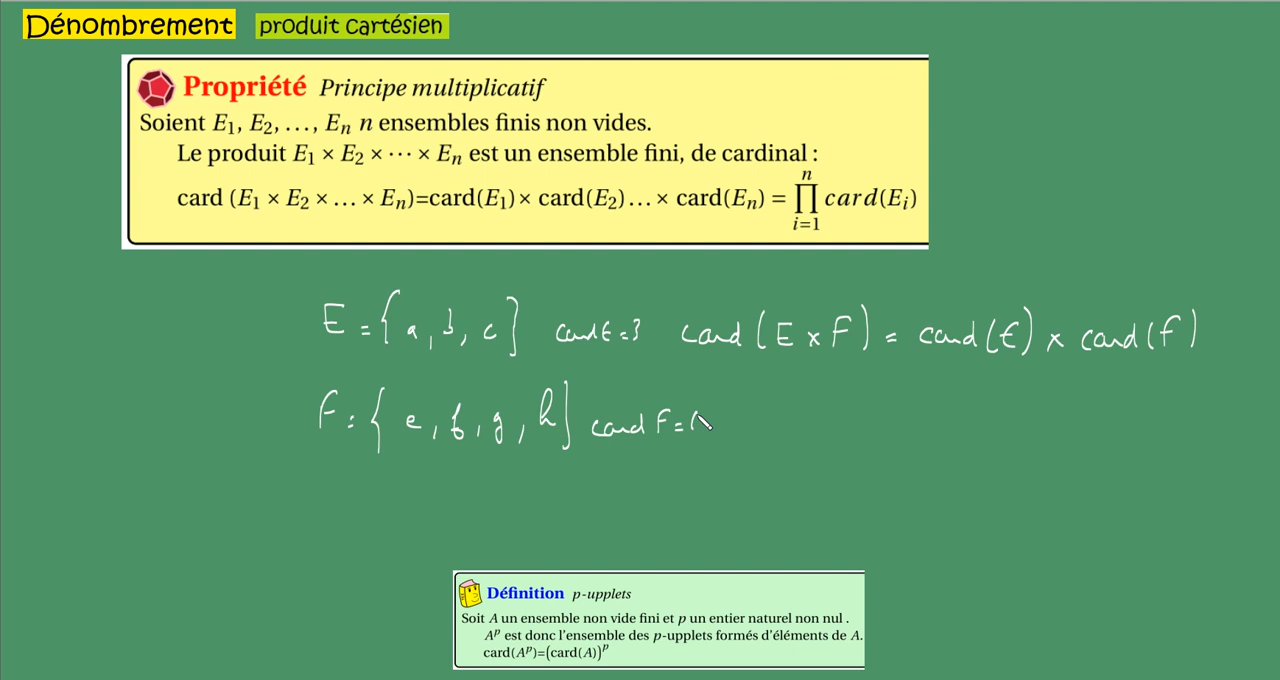 Dénombrement produit cartésien
Propriété Principe multiplicatif
Soient E₁, E₂, ..., Eₙ n ensembles finis non vides.
Le produit E₁ × E₂ × ··· × Eₙ est un ensemble fini, de cardinal :
card (E₁ × E₂ × ... × Eₙ)=card(E₁)× card(E₂)...× card(Eₙ) = ∏ⁿᵢ₌₁ card(Eᵢ)
E = {a, b, c} card E = 3 card (E × F) = card (E) × card (F)
F = {e, f, g, h} card F =
Définition p-upplets
Soit A un ensemble non vide fini et p un entier naturel non nul .
Aᵖ est donc l'ensemble des p-upplets formés d'éléments de A.
card(Aᵖ)=(card(A))ᵖ